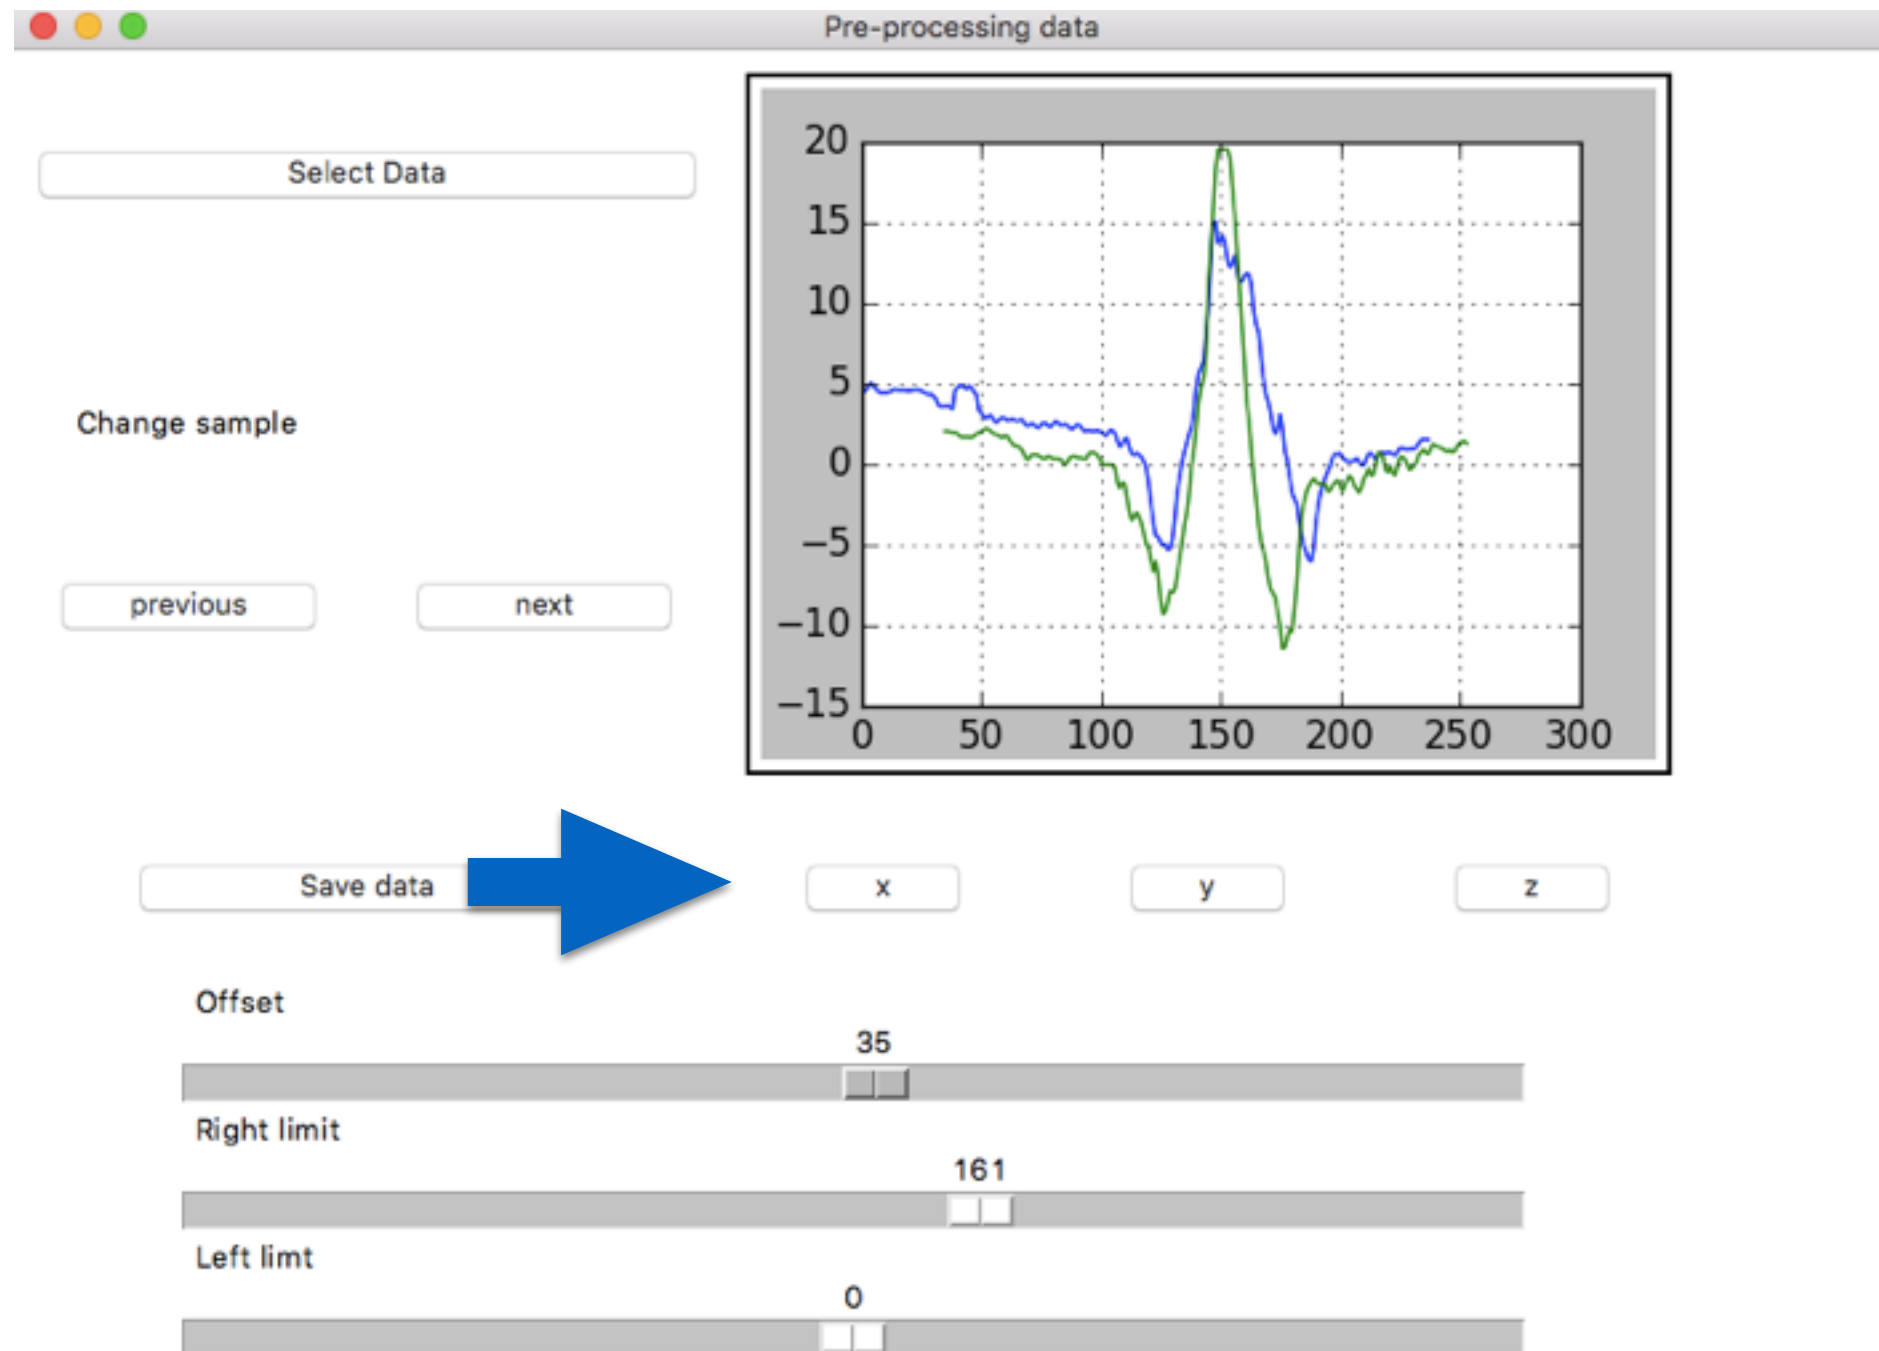 Pre-processing data
Select Data
20
15
10
5
0
−5
−10
−15
0 50 100 150 200 250 300
Change sample
previous next
Save data x y z
Offset
35
Right limit
161
Left limt
0